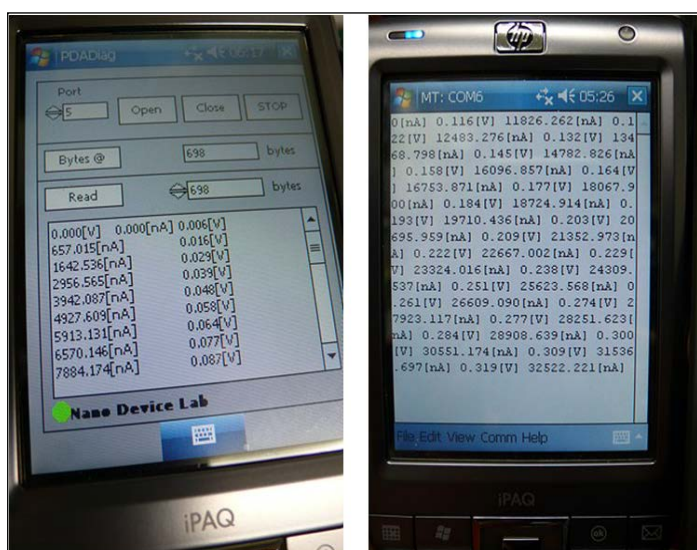 PDADiag 05:17
Port
5 Open Close STOP
Bytes @ 698 bytes
Read 698 bytes
0.000[V] 0.000[nA] 0.006[V]
657.015[nA] 0.016[V]
1642.536[nA] 0.029[V]
2956.565[nA] 0.039[V]
3942.087[nA] 0.048[V]
4927.609[nA] 0.058[V]
5913.131[nA] 0.064[V]
6570.146[nA] 0.077[V]
7884.174[nA] 0.087[V]
Nano Device Lab
iPAQ
hp
MT: COM6 05:26
0[nA] 0.116[V] 11826.262[nA] 0.1
22[V] 12483.276[nA] 0.132[V] 134
68.798[nA] 0.145[V] 14782.826[nA
] 0.158[V] 16096.857[nA] 0.164[V
] 16753.871[nA] 0.177[V] 18067.9
00[nA] 0.184[V] 18724.914[nA] 0.
193[V] 19710.436[nA] 0.203[V] 20
695.959[nA] 0.209[V] 21352.973[n
A] 0.222[V] 22667.002[nA] 0.229[
V] 23324.016[nA] 0.238[V] 24309.
537[nA] 0.251[V] 25623.568[nA] 0
.261[V] 26609.090[nA] 0.274[V] 2
7923.117[nA] 0.277[V] 28251.623[
nA] 0.284[V] 28908.639[nA] 0.300
[V] 30551.174[nA] 0.309[V] 31536
.697[nA] 0.319[V] 32522.221[nA]
File Edit View Comm Help
iPAQ
ok